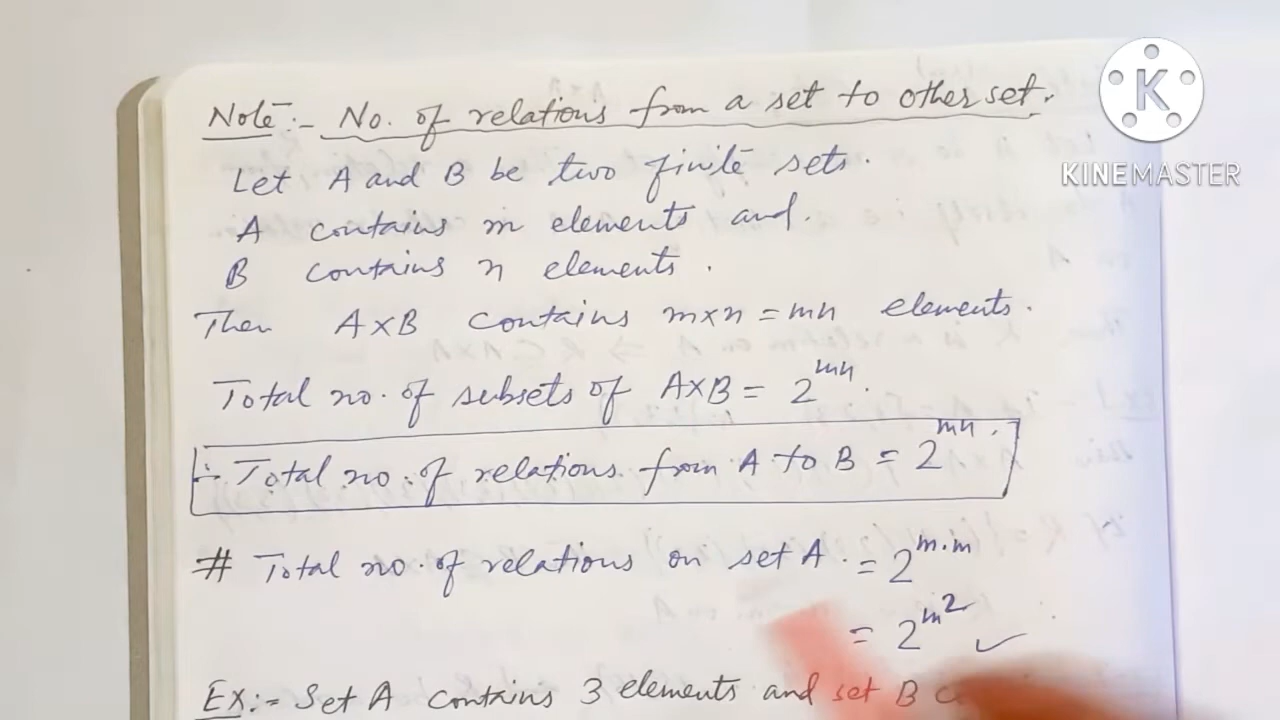 Note:- No. of relations from a set to other set.
Let A and B be two finite sets.
A contains m elements and.
B contains n elements.
Then A×B contains m×n = mn elements.
Total no. of subsets of A×B = 2^mn.
∴ Total no. of relations from A to B = 2^mn.
# Total no. of relations on set A. = 2^m.m
= 2^m^2 ✓
Ex:- Set A contains 3 elements and set B
K
KINEMASTER